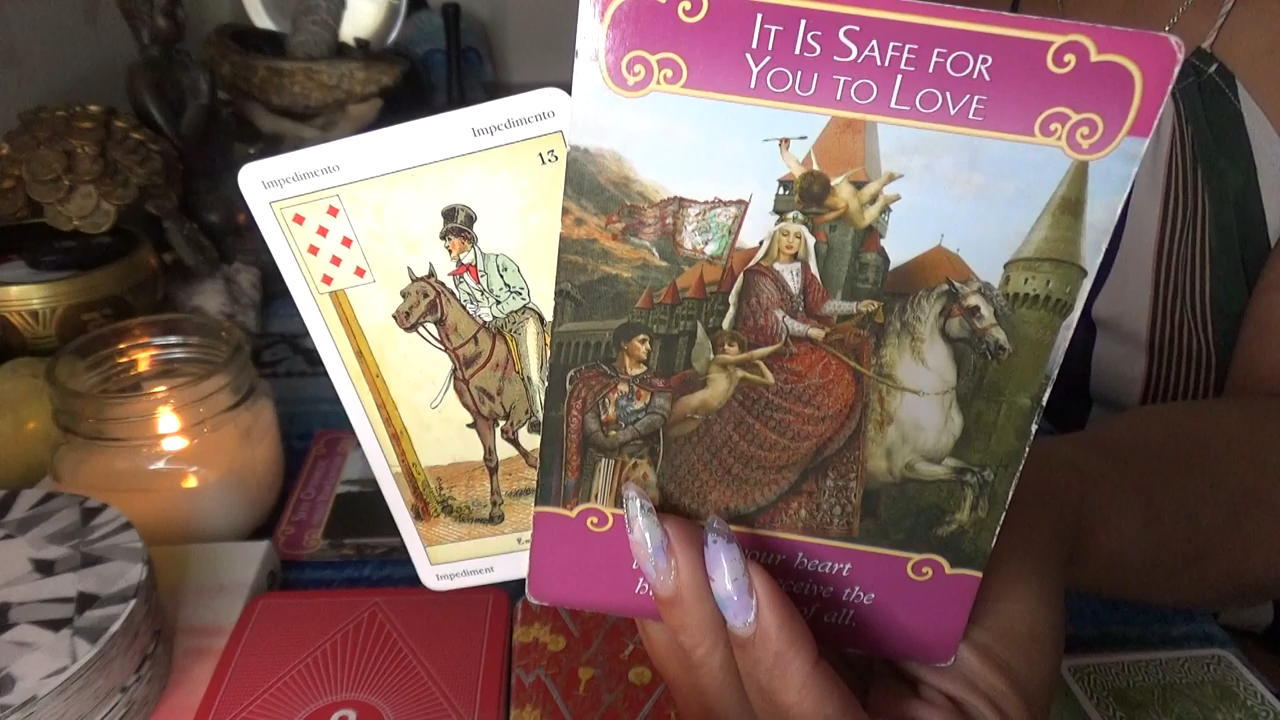 Impedimento
Impedimento
13
Impediment
IT IS SAFE FOR
YOU TO LOVE
your heart
receive the
of all.